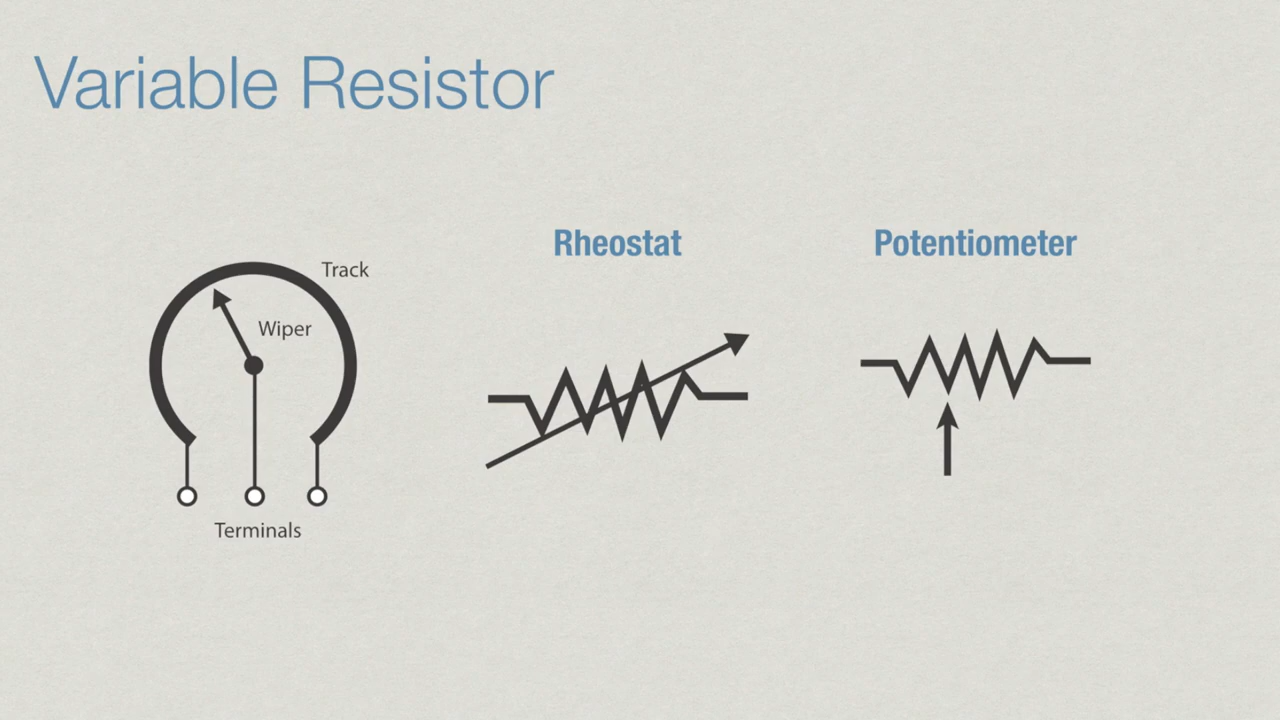 Variable Resistor
Rheostat
Potentiometer
Track
Wiper
Terminals